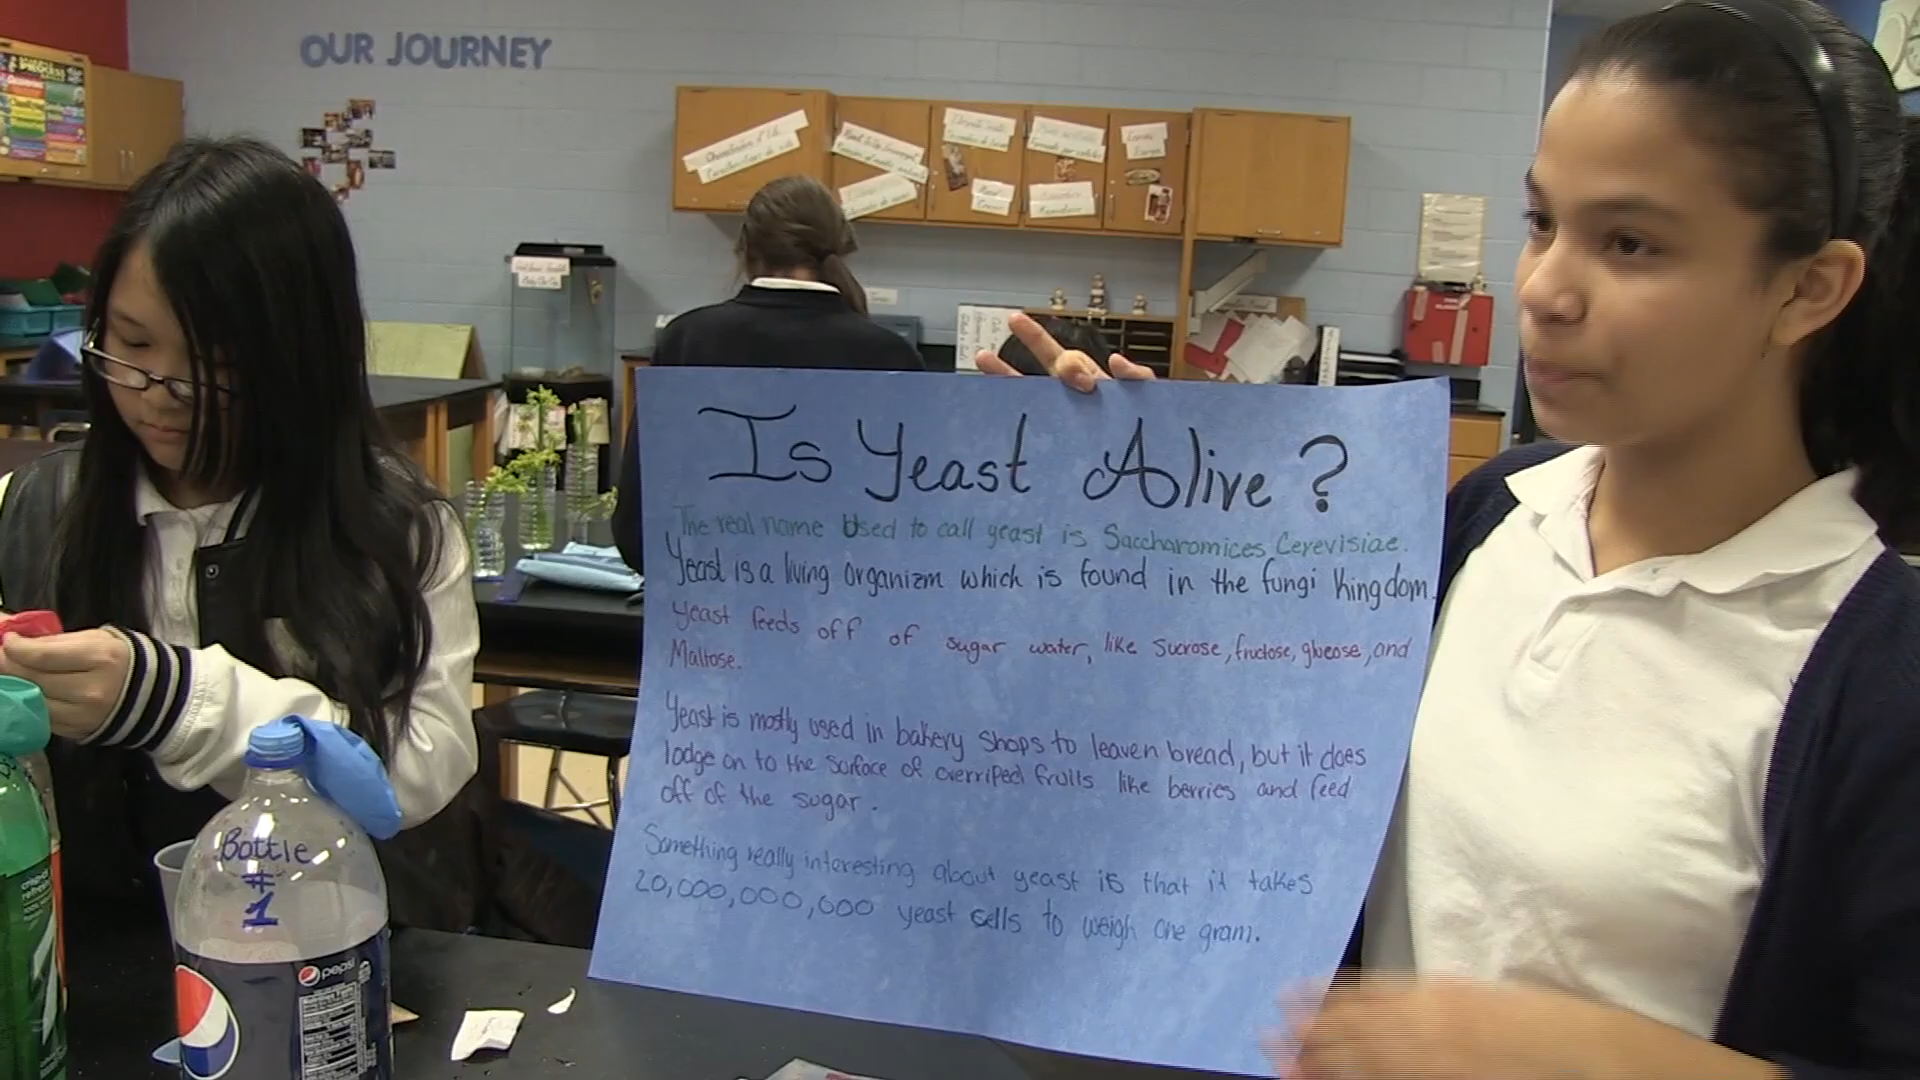 OUR JOURNEY
Characteristics of Life
Is Yeast Alive?
The real name Used to call yeast is Saccharomices Cerevisiae.
Yeast is a living organizm which is found in the fungi Kingdom.
Yeast feeds off of sugar water, like Sucrose, fructose, glucose, and
Maltose.
Yeast is mostly used in bakery shops to leaven bread, but it does
lodge on to the surface of overriped fruits like berries and feed
off of the sugar.
Something really interesting about yeast is that it takes
20,000,000,000 yeast cells to weigh one gram.
Bottle
#
1
pepsi